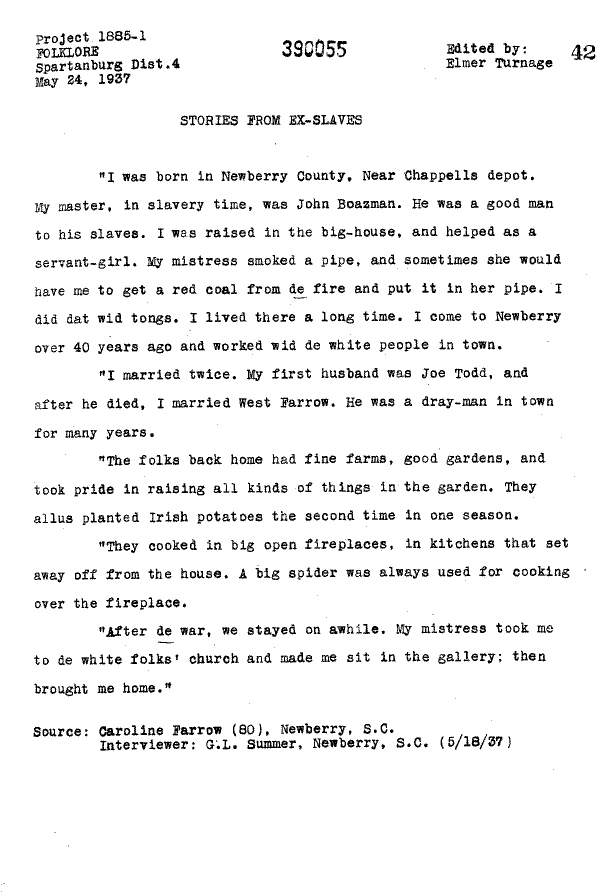 Project 1885-1
FOLKLORE
Spartanburg Dist.4
May 24, 1937
390055
Edited by:
Elmer Turnage
42
STORIES FROM EX-SLAVES
"I was born in Newberry County, Near Chappells depot.
My master, in slavery time, was John Boazman. He was a good man
to his slaves. I was raised in the big-house, and helped as a
servant-girl. My mistress smoked a pipe, and sometimes she would
have me to get a red coal from de fire and put it in her pipe. I
did dat wid tongs. I lived there a long time. I come to Newberry
over 40 years ago and worked wid de white people in town.
"I married twice. My first husband was Joe Todd, and
after he died, I married West Farrow. He was a dray-man in town
for many years.
"The folks back home had fine farms, good gardens, and
took pride in raising all kinds of things in the garden. They
allus planted Irish potatoes the second time in one season.
"They cooked in big open fireplaces, in kitchens that set
away off from the house. A big spider was always used for cooking
over the fireplace.
"After de war, we stayed on awhile. My mistress took me
to de white folks' church and made me sit in the gallery; then
brought me home."
Source: Caroline Farrow (80), Newberry, S.C.
Interviewer: G.L. Summer, Newberry, S.C. (5/18/37)